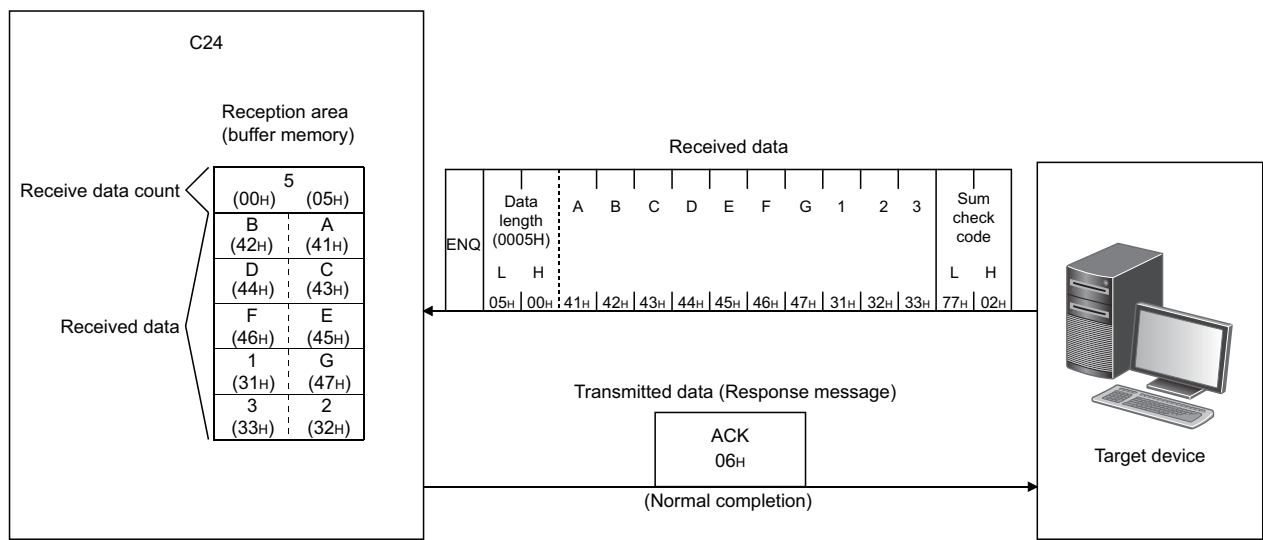 C24
Reception area
(buffer memory)
Receive data count
5
(00H) (05H)
B A
(42H) (41H)
D C
(44H) (43H)
Received data
F E
(46H) (45H)
1 G
(31H) (47H)
3 2
(33H) (32H)
Received data
ENQ
Data
length
(0005H)
L H
05H 00H
A B C D E F G 1 2 3
41H 42H 43H 44H 45H 46H 47H 31H 32H 33H
Sum
check
code
L H
77H 02H
Transmitted data (Response message)
ACK
06H
(Normal completion)
Target device